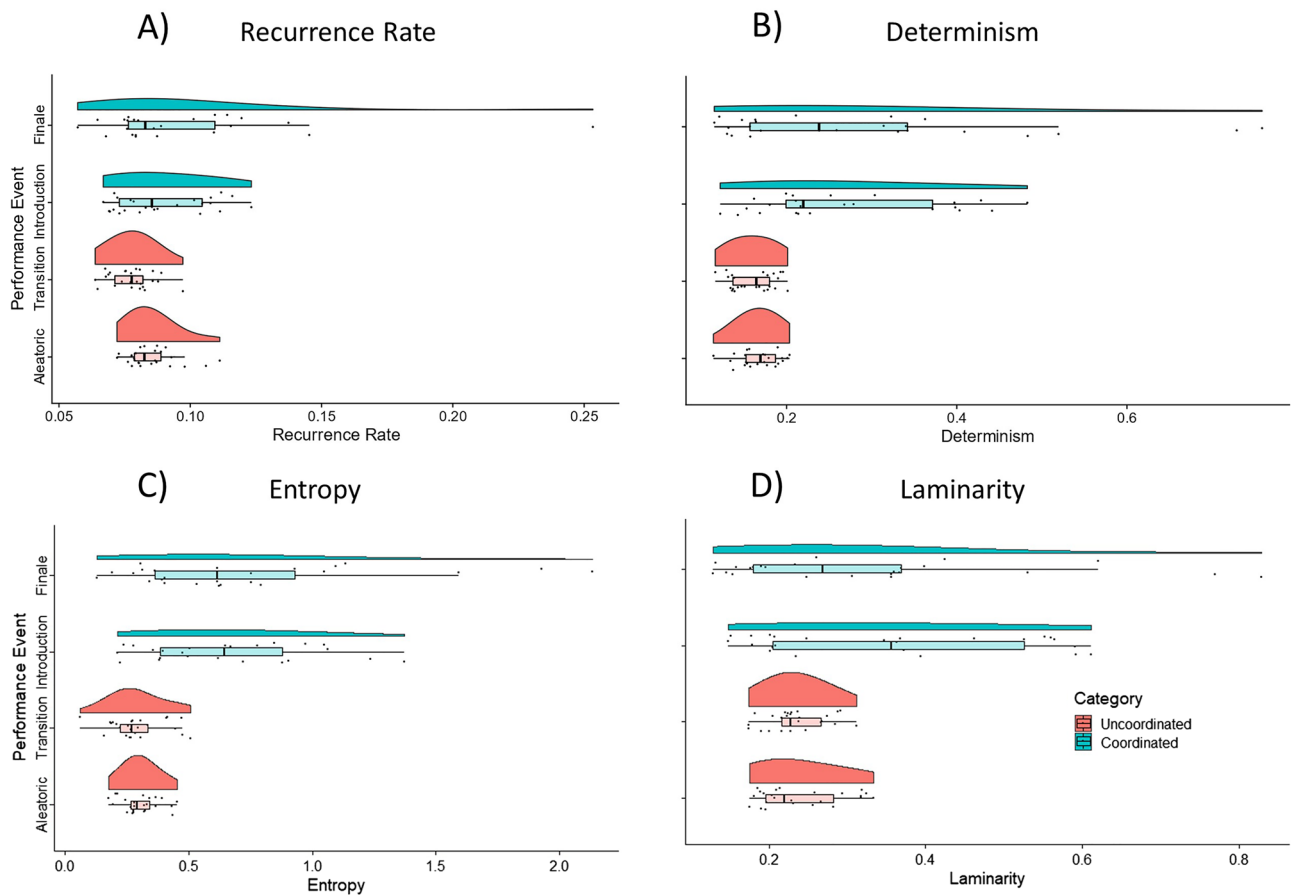 A) Recurrence Rate
Performance Event
Finale
Introduction
Transition
Aleatoric
0.05 0.10 0.15 0.20 0.25
Recurrence Rate
B) Determinism
0.2 0.4 0.6
Determinism
C) Entropy
Performance Event
Finale
Introduction
Transition
Aleatoric
0.0 0.5 1.0 1.5 2.0
Entropy
D) Laminarity
Category
Uncoordinated
Coordinated
0.2 0.4 0.6 0.8
Laminarity